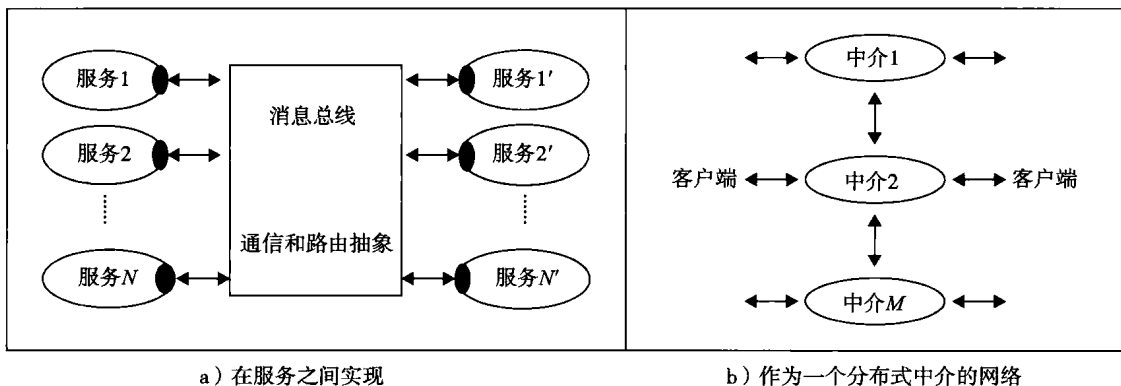 服务1
服务2
服务N
消息总线
通信和路由抽象
服务1′
服务2′
服务N′
a）在服务之间实现
中介1
客户端 中介2 客户端
中介M
b）作为一个分布式中介的网络